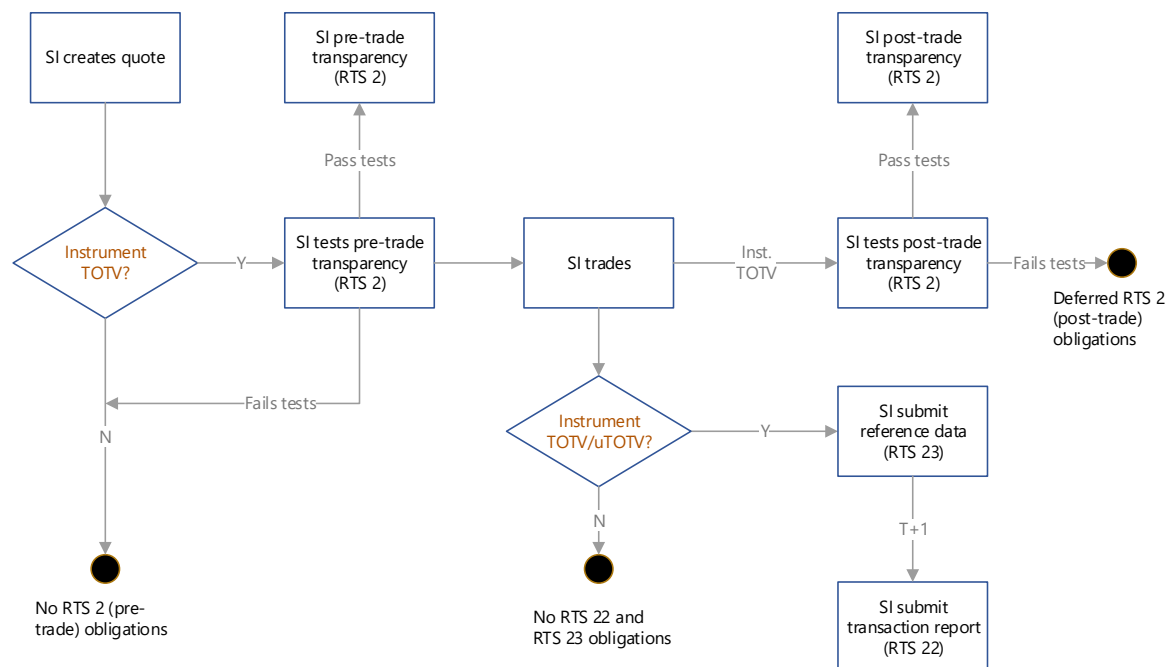 SI creates quote
SI pre-trade
transparency
(RTS 2)
SI post-trade
transparency
(RTS 2)
Pass tests
Pass tests
Instrument
TOTV?
Y
SI tests pre-trade
transparency
(RTS 2)
SI trades
Inst.
TOTV
SI tests post-trade
transparency
(RTS 2)
Fails tests
Deferred RTS 2
(post-trade)
obligations
Fails tests
N
Instrument
TOTV/uTOTV?
Y
SI submit
reference data
(RTS 23)
N
T+1
No RTS 2 (pre-
trade) obligations
No RTS 22 and
RTS 23 obligations
SI submit
transaction report
(RTS 22)